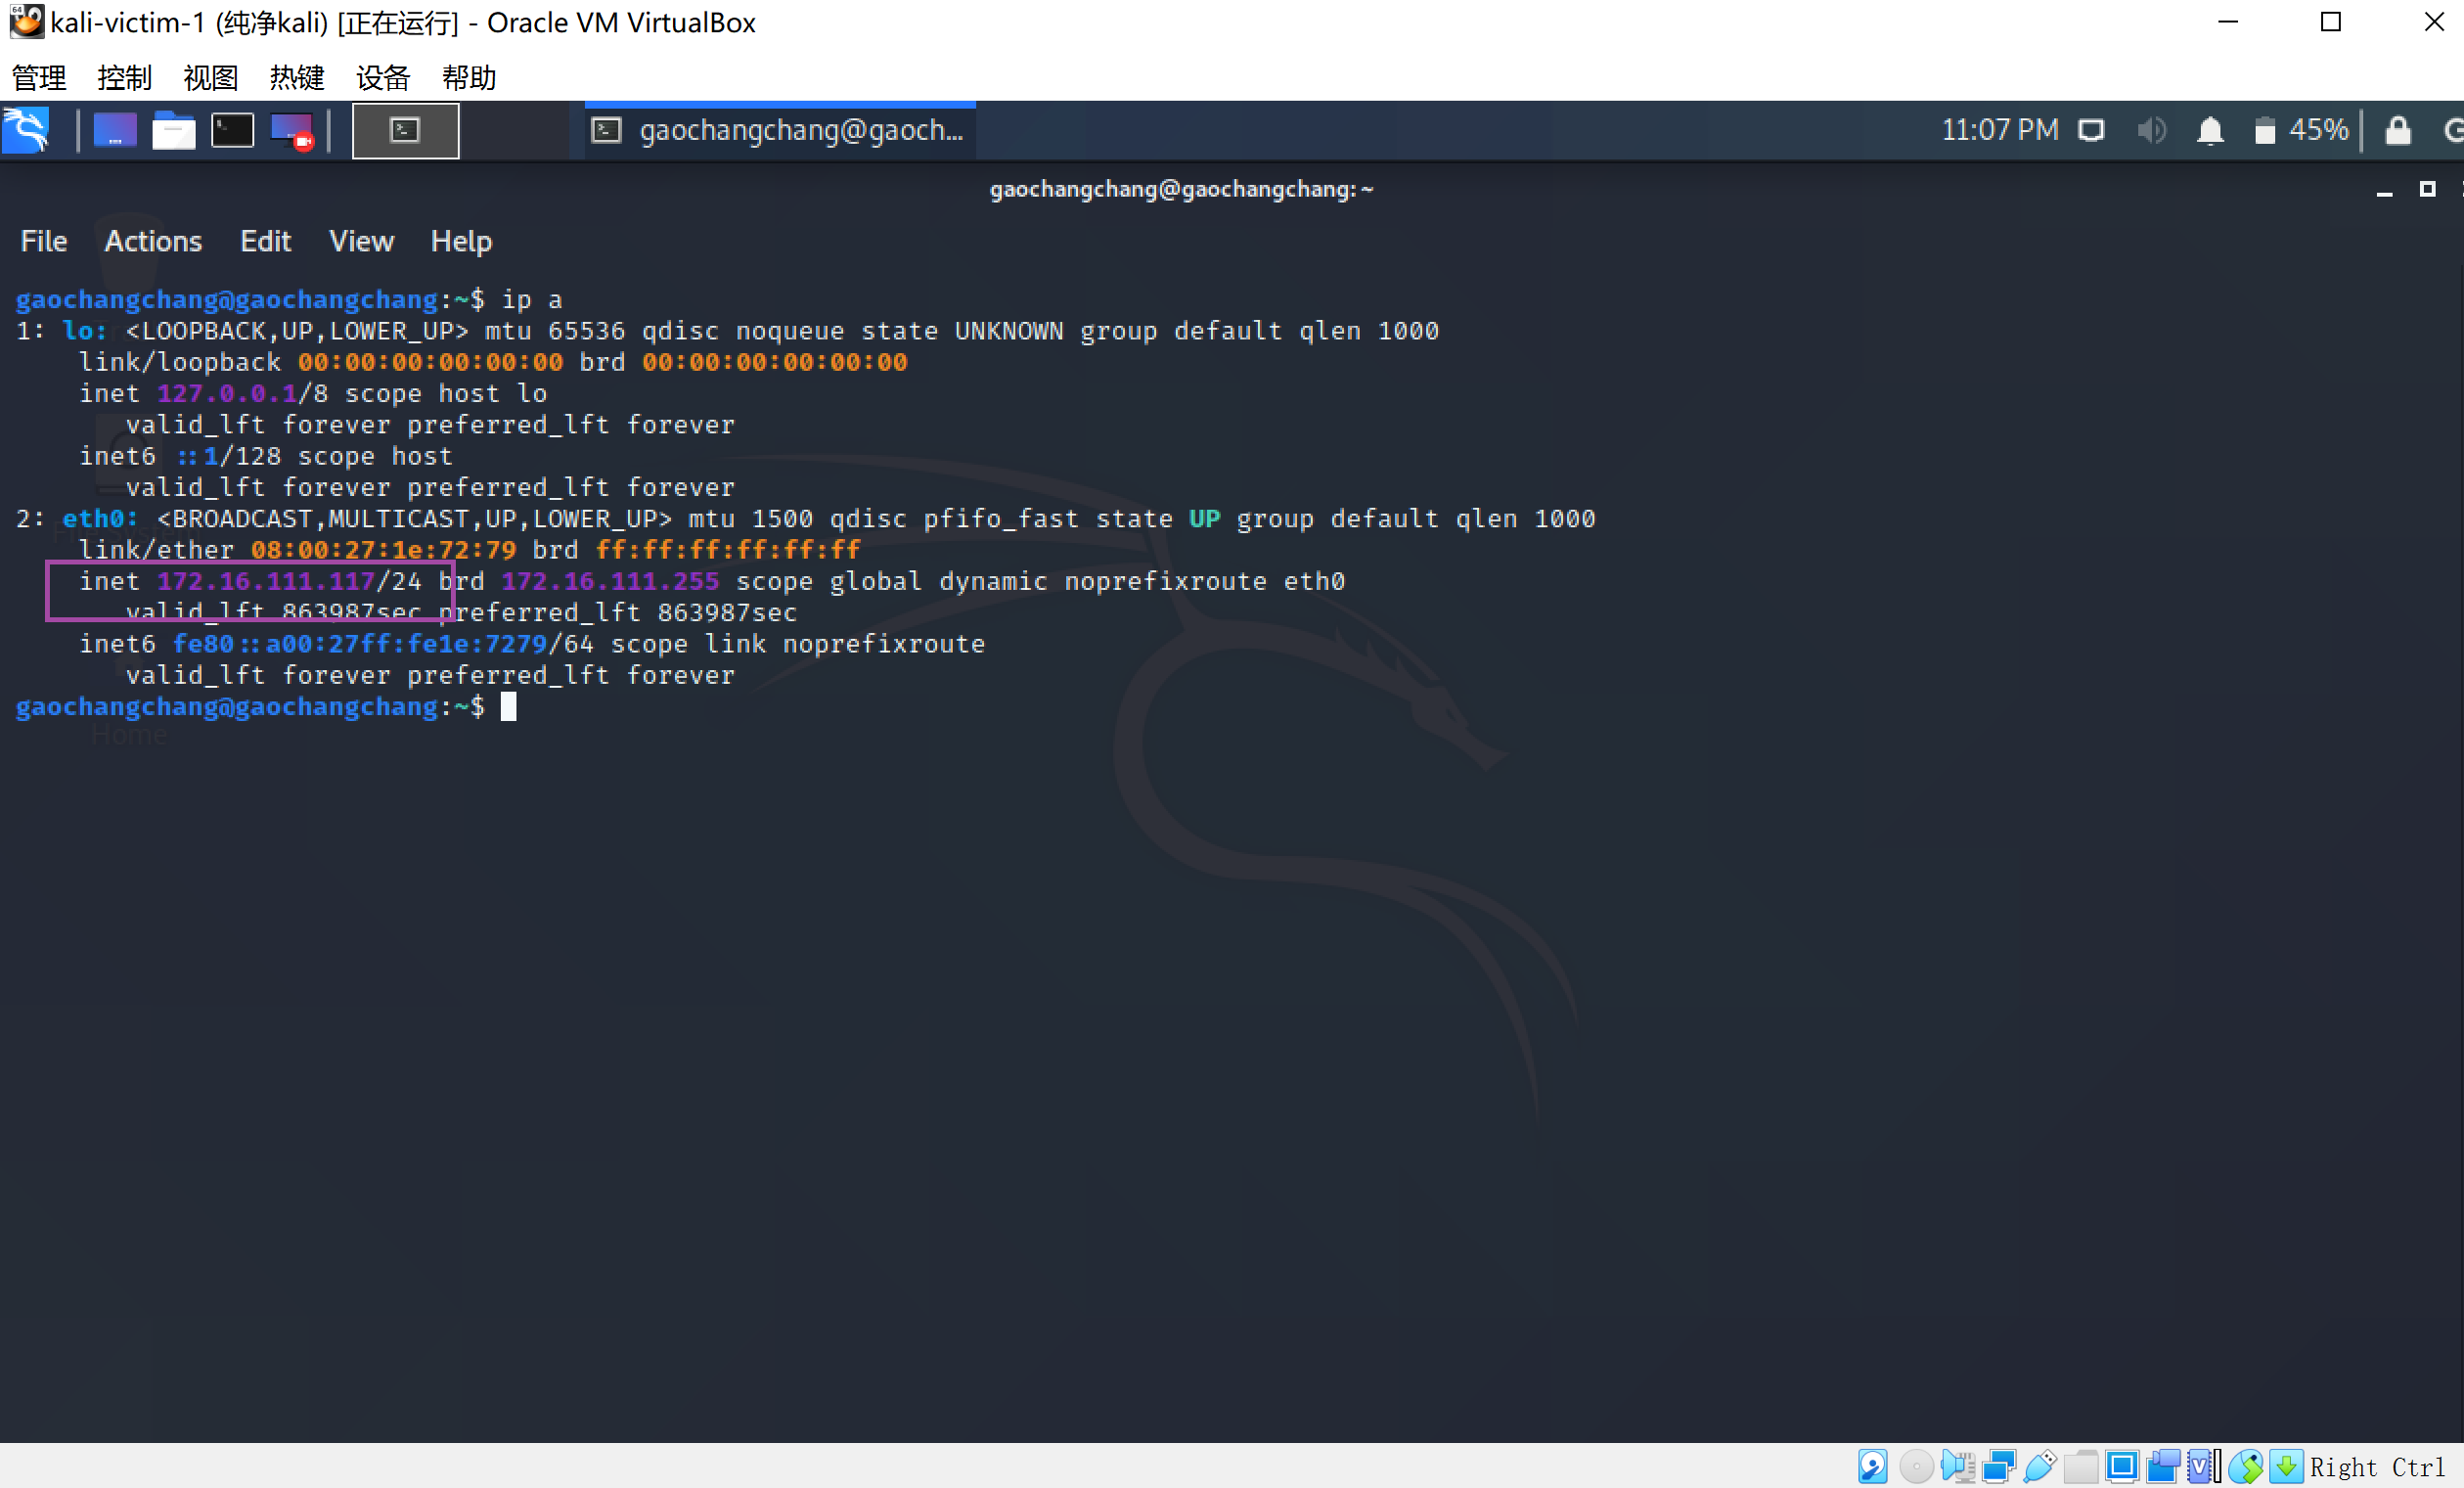 kali-victim-1 (纯净kali) [正在运行] - Oracle VM VirtualBox
管理 控制 视图 热键 设备 帮助
gaochangchang@gaoch... 11:07 PM 45%
gaochangchang@gaochangchang:~
File Actions Edit View Help
gaochangchang@gaochangchang:~$ ip a
1: lo: <LOOPBACK,UP,LOWER_UP> mtu 65536 qdisc noqueue state UNKNOWN group default qlen 1000
link/loopback 00:00:00:00:00:00 brd 00:00:00:00:00:00
inet 127.0.0.1/8 scope host lo
valid_lft forever preferred_lft forever
inet6 ::1/128 scope host
valid_lft forever preferred_lft forever
2: eth0: <BROADCAST,MULTICAST,UP,LOWER_UP> mtu 1500 qdisc pfifo_fast state UP group default qlen 1000
link/ether 08:00:27:1e:72:79 brd ff:ff:ff:ff:ff:ff
inet 172.16.111.117/24 brd 172.16.111.255 scope global dynamic noprefixroute eth0
valid_lft 863987sec preferred_lft 863987sec
inet6 fe80::a00:27ff:fe1e:7279/64 scope link noprefixroute
valid_lft forever preferred_lft forever
gaochangchang@gaochangchang:~$
Home
Right Ctrl